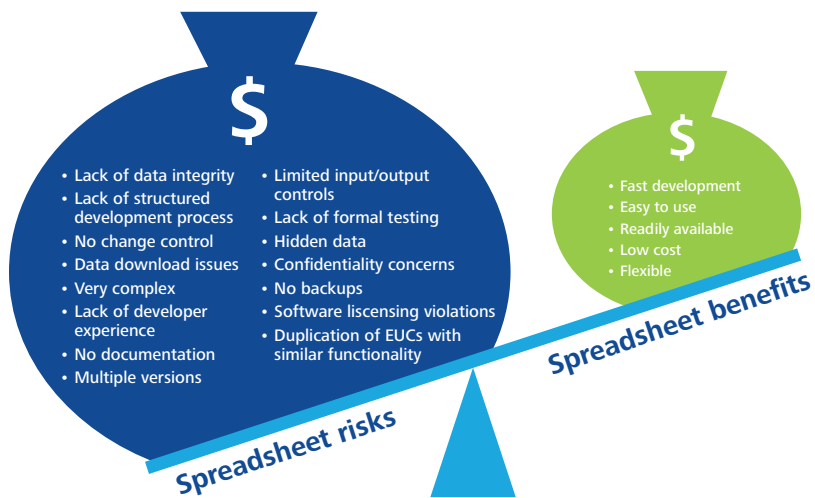 $
• Lack of data integrity
• Lack of structured
development process
• No change control
• Data download issues
• Very complex
• Lack of developer
experience
• No documentation
• Multiple versions
• Limited input/output
controls
• Lack of formal testing
• Hidden data
• Confidentiality concerns
• No backups
• Software liscensing violations
• Duplication of EUCs with
similar functionality
$
• Fast development
• Easy to use
• Readily available
• Low cost
• Flexible
Spreadsheet risks
Spreadsheet benefits